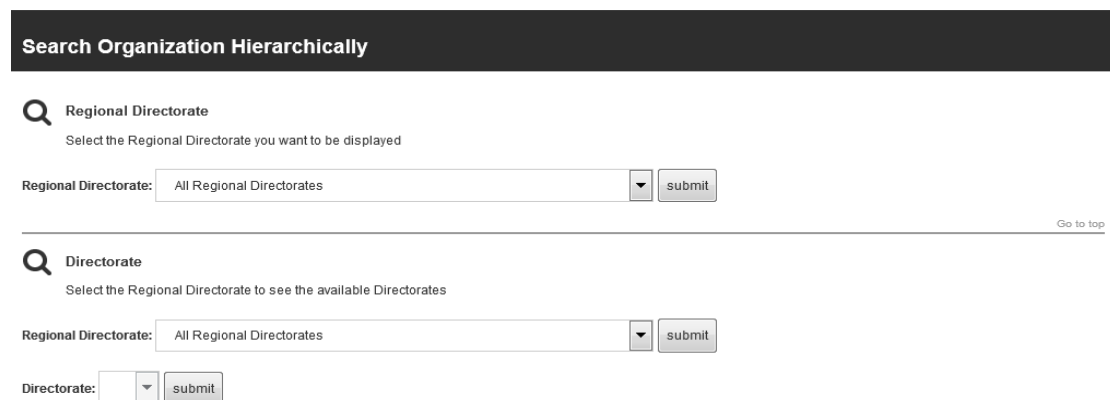 Search Organization Hierarchically
Regional Directorate
Select the Regional Directorate you want to be displayed
Regional Directorate: All Regional Directorates submit
Go to top
Directorate
Select the Regional Directorate to see the available Directorates
Regional Directorate: All Regional Directorates submit
Directorate: submit